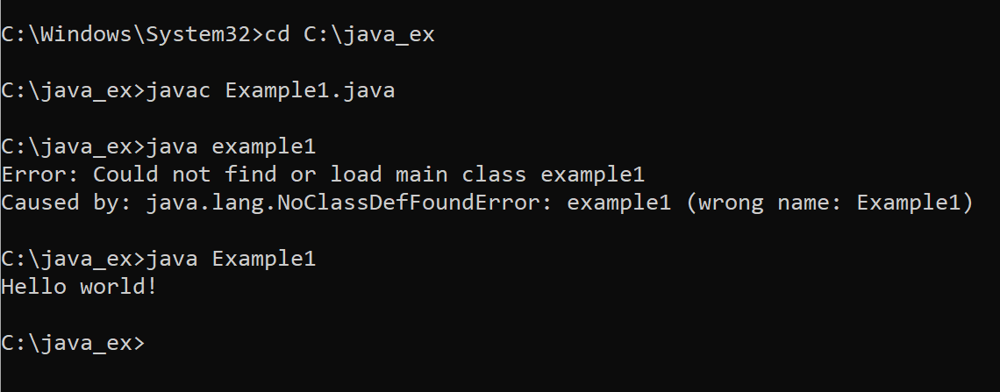 C:\Windows\System32>cd C:\java_ex
C:\java_ex>javac Example1.java
C:\java_ex>java example1
Error: Could not find or load main class example1
Caused by: java.lang.NoClassDefFoundError: example1 (wrong name: Example1)
C:\java_ex>java Example1
Hello world!
C:\java_ex>